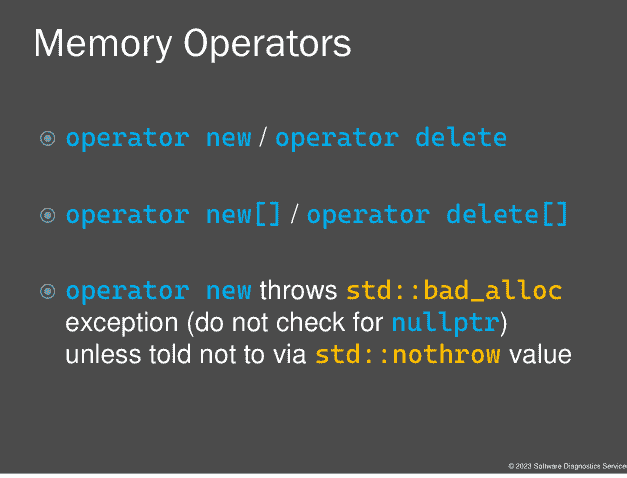 Memory Operators
operator new / operator delete
operator new[] / operator delete[]
operator new throws std::bad_alloc
exception (do not check for nullptr)
unless told not to via std::nothrow value
© 2023 Software Diagnostics Service